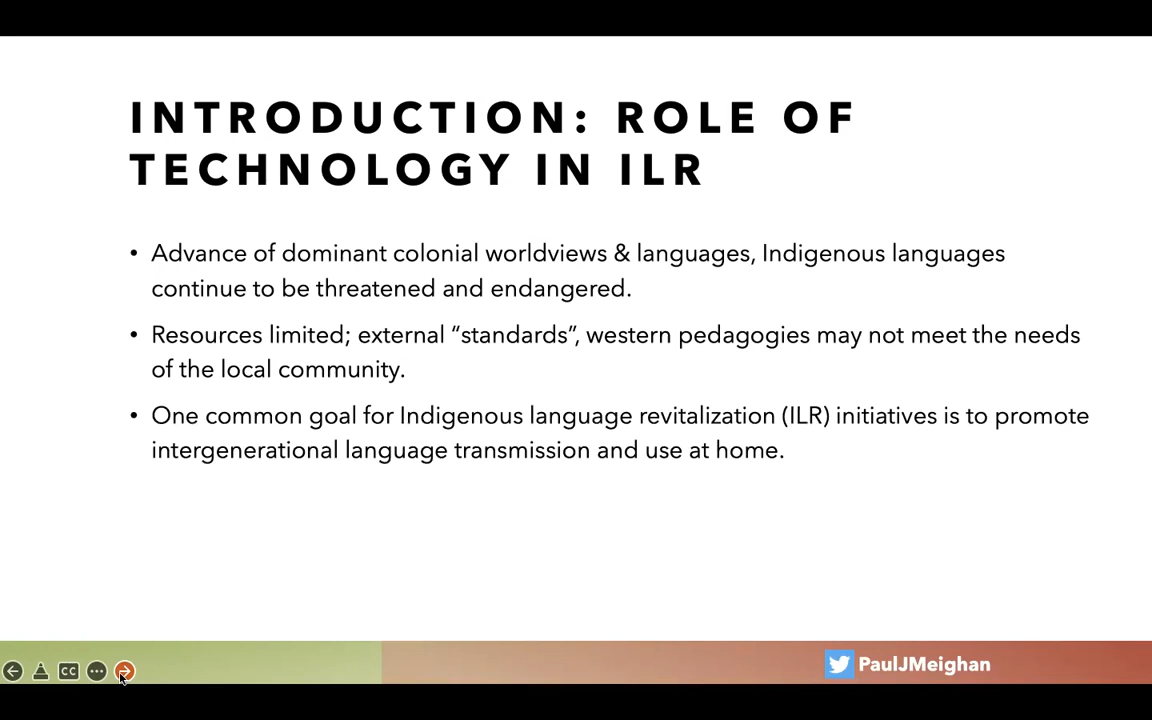 INTRODUCTION: ROLE OF
TECHNOLOGY IN ILR
• Advance of dominant colonial worldviews & languages, Indigenous languages
continue to be threatened and endangered.
• Resources limited; external “standards”, western pedagogies may not meet the needs
of the local community.
• One common goal for Indigenous language revitalization (ILR) initiatives is to promote
intergenerational language transmission and use at home.
CC
PaulJMeighan